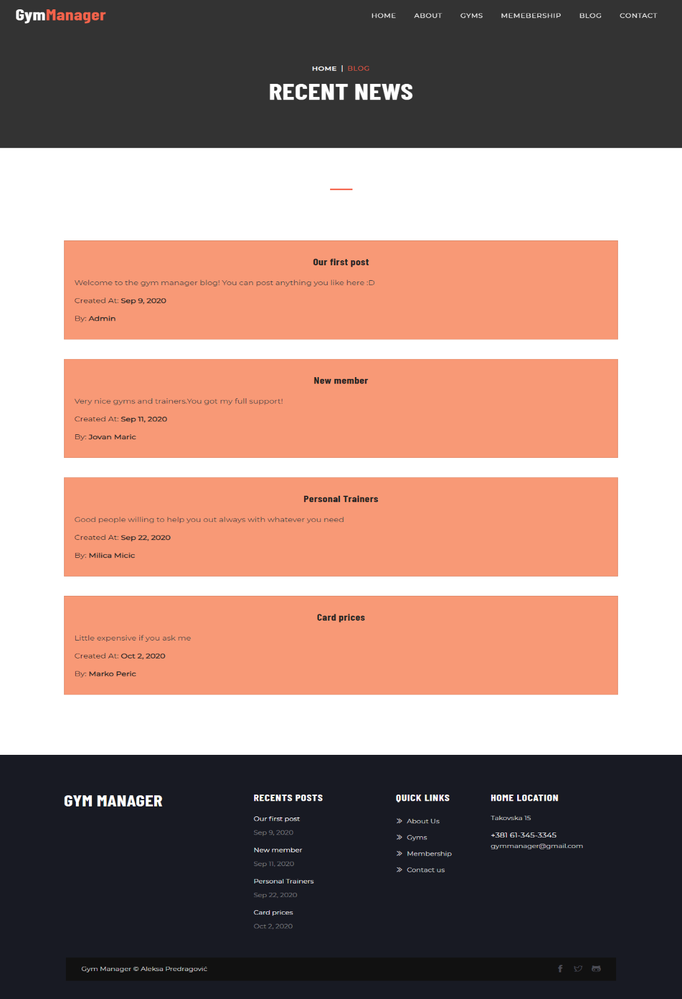 GymManager
HOME ABOUT GYMS MEMEBERSHIP BLOG CONTACT
HOME | BLOG
RECENT NEWS
Our first post
Welcome to the gym manager blog! You can post anything you like here :D
Created At: Sep 9, 2020
By: Admin
New member
Very nice gyms and trainers.You got my full support!
Created At: Sep 11, 2020
By: Jovan Maric
Personal Trainers
Good people willing to help you out always with whatever you need
Created At: Sep 22, 2020
By: Milica Micic
Card prices
Little expensive if you ask me
Created At: Oct 2, 2020
By: Marko Peric
GYM MANAGER
RECENTS POSTS
Our first post
Sep 9, 2020
New member
Sep 11, 2020
Personal Trainers
Sep 22, 2020
Card prices
Oct 2, 2020
QUICK LINKS
About Us
Gyms
Membership
Contact us
HOME LOCATION
Takovska 15
+381 61-345-3345
gymmanager@gmail.com
Gym Manager © Aleksa Predragović